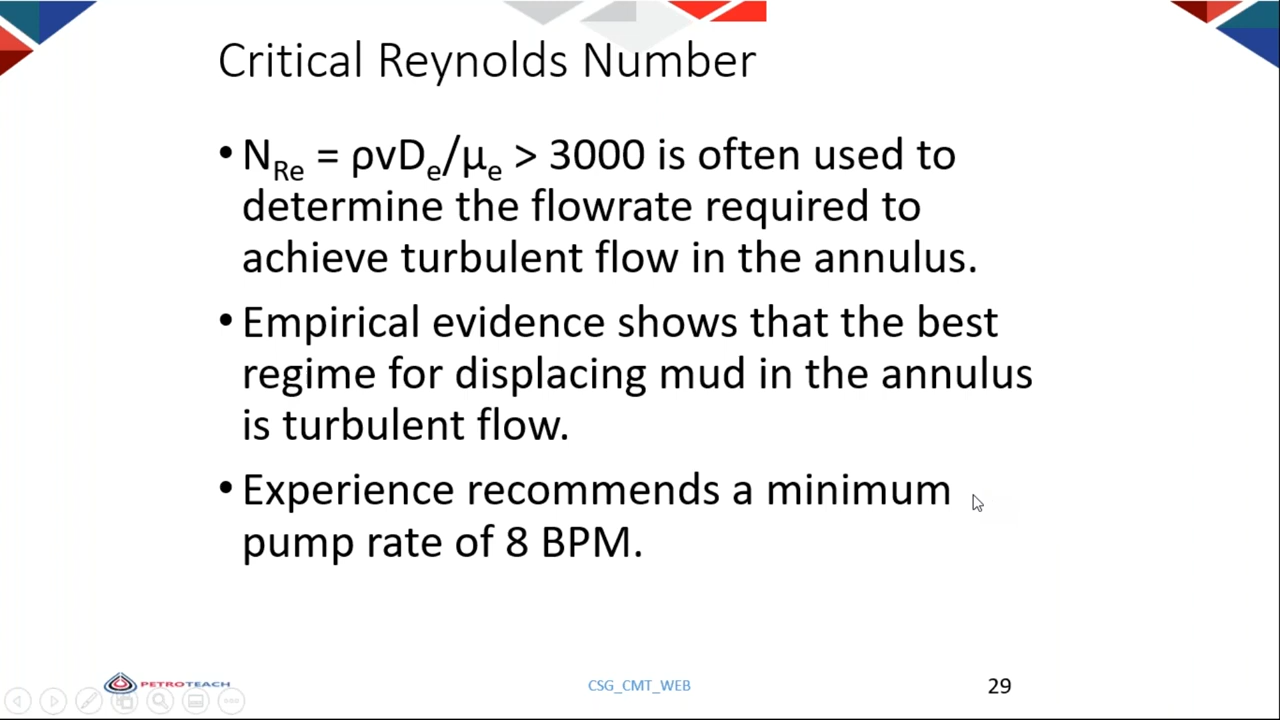 Critical Reynolds Number
• N_Re = ρvD_e/μ_e > 3000 is often used to
determine the flowrate required to
achieve turbulent flow in the annulus.
• Empirical evidence shows that the best
regime for displacing mud in the annulus
is turbulent flow.
• Experience recommends a minimum
pump rate of 8 BPM.
PETROTEACH
CSG_CMT_WEB
29